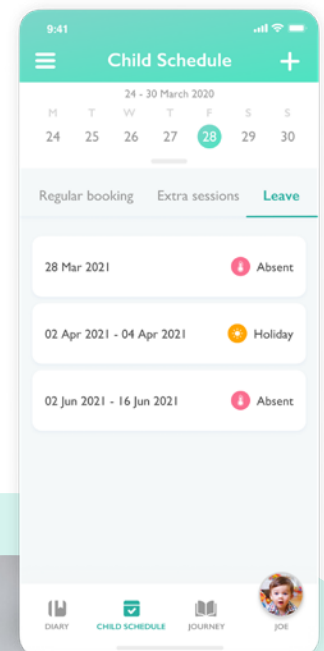 9:41
Child Schedule
24 - 30 March 2020
M T W T F S S
24 25 26 27 28 29 30
Regular booking Extra sessions Leave
28 Mar 2021 Absent
02 Apr 2021 - 04 Apr 2021 Holiday
02 Jun 2021 - 16 Jun 2021 Absent
DIARY CHILD SCHEDULE JOURNEY JOE